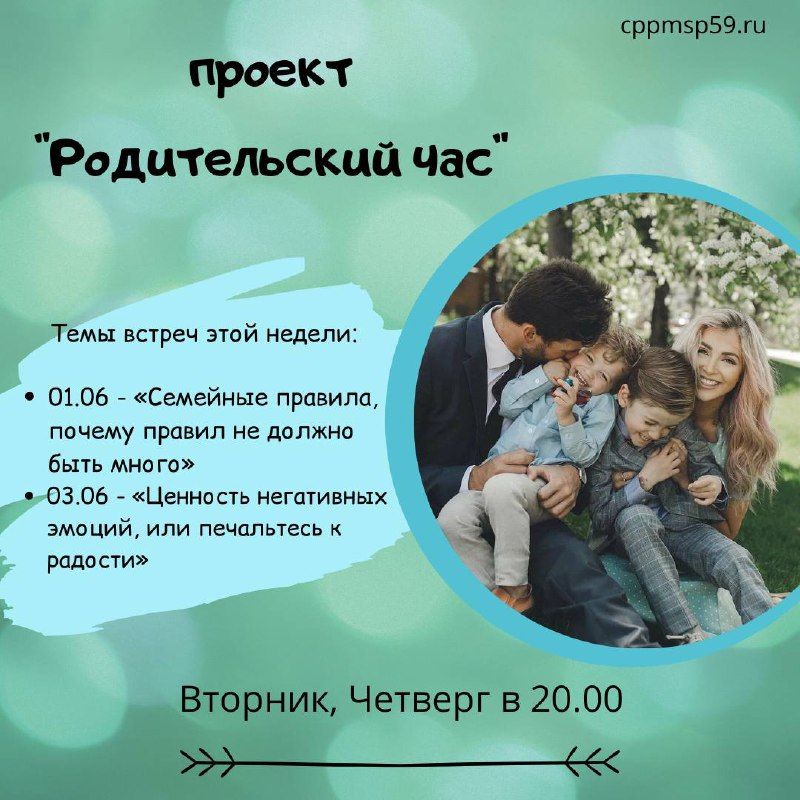 cppmsp59.ru
проект
"Родительский час"
Темы встреч этой недели:
• 01.06 - «Семейные правила,
почему правил не должно
быть много»
• 03.06 - «Ценность негативных
эмоций, или печальтесь к
радости»
Вторник, Четверг в 20.00